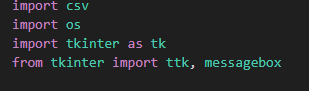 import csv
import os
import tkinter as tk
from tkinter import ttk, messagebox